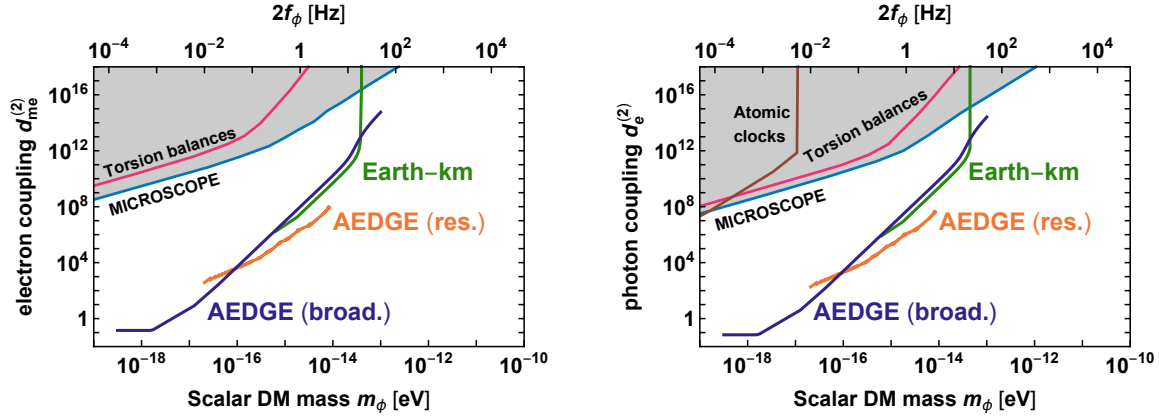 2f_ϕ [Hz]
10^-4 10^-2 1 10^2 10^4
electron coupling d_me^(2)
10^16
10^12
10^8
10^4
1
Torsion balances
MICROSCOPE
Earth–km
AEDGE (res.)
AEDGE (broad.)
10^-18 10^-16 10^-14 10^-12 10^-10
Scalar DM mass m_ϕ [eV]
2f_ϕ [Hz]
10^-4 10^-2 1 10^2 10^4
photon coupling d_e^(2)
10^16
10^12
10^8
10^4
1
Atomic
clocks
Torsion balances
MICROSCOPE
Earth–km
AEDGE (res.)
AEDGE (broad.)
10^-18 10^-16 10^-14 10^-12 10^-10
Scalar DM mass m_ϕ [eV]